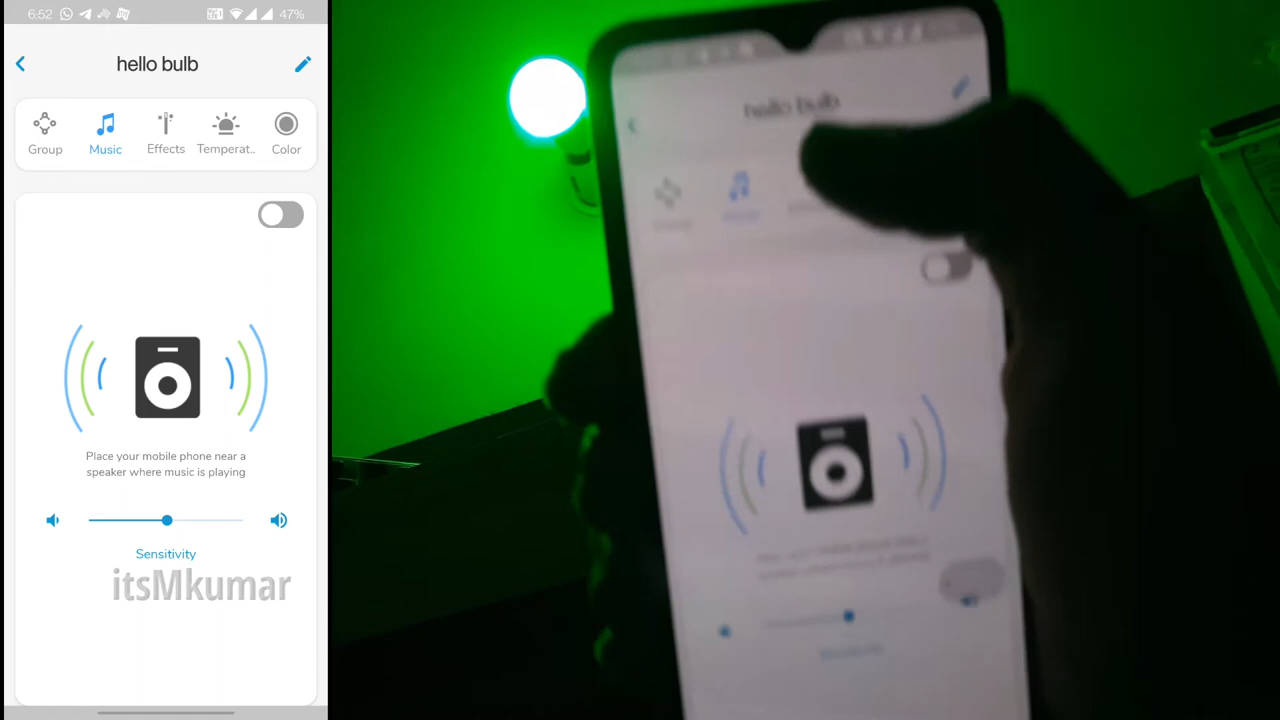 6:52
47%
hello bulb
Group
Music
Effects
Temperat..
Color
Place your mobile phone near a
speaker where music is playing
Sensitivity
itsMkumar
hello bulb